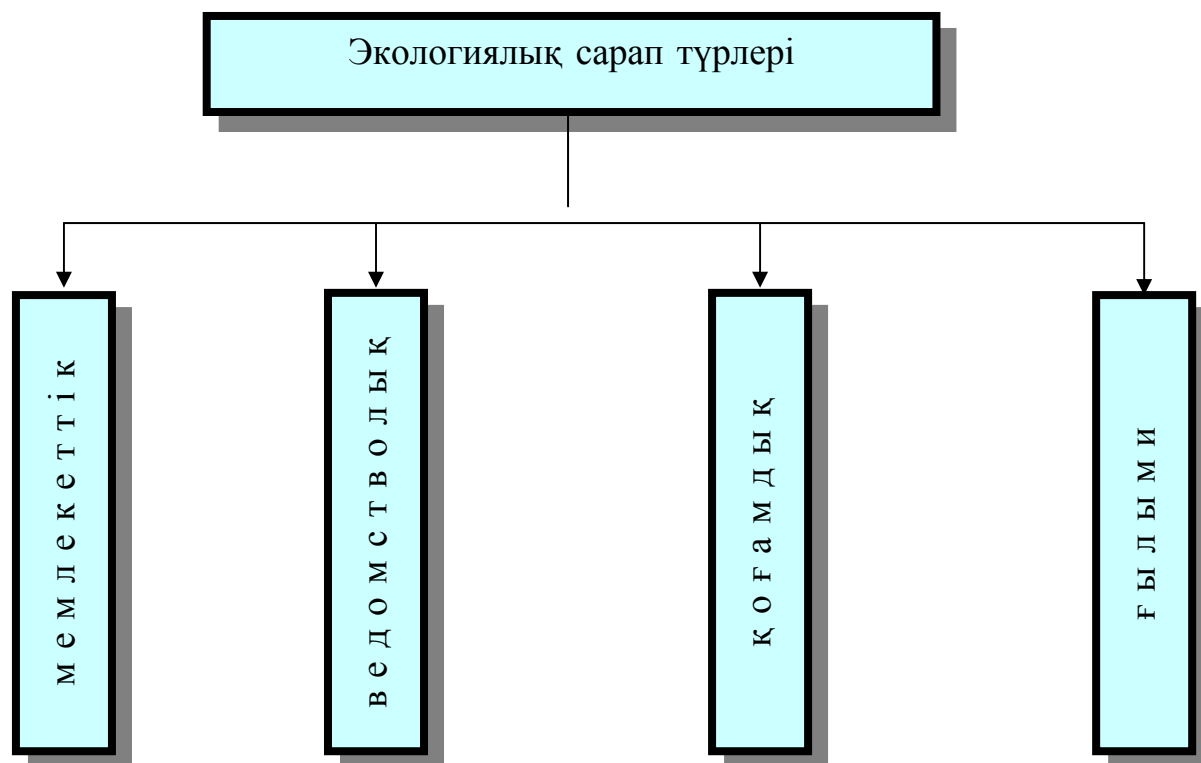 Экологиялық сарап түрлері
мемлекеттік
ведомстволық
қоғамдық
ғылыми